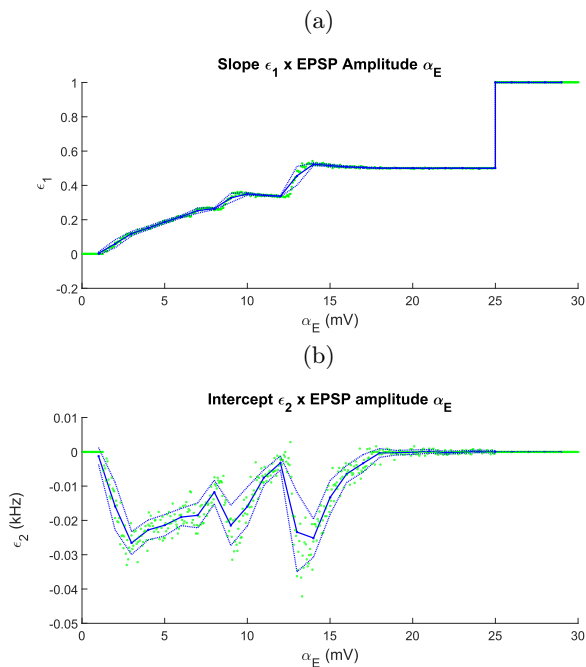 (a)
Slope ϵ1 x EPSP Amplitude αE
1
0.8
0.6
0.4
0.2
0
-0.2
ϵ1
0 5 10 15 20 25 30
αE (mV)
(b)
Intercept ϵ2 x EPSP amplitude αE
0.01
0
-0.01
-0.02
-0.03
-0.04
-0.05
ϵ2 (kHz)
0 5 10 15 20 25 30
αE (mV)